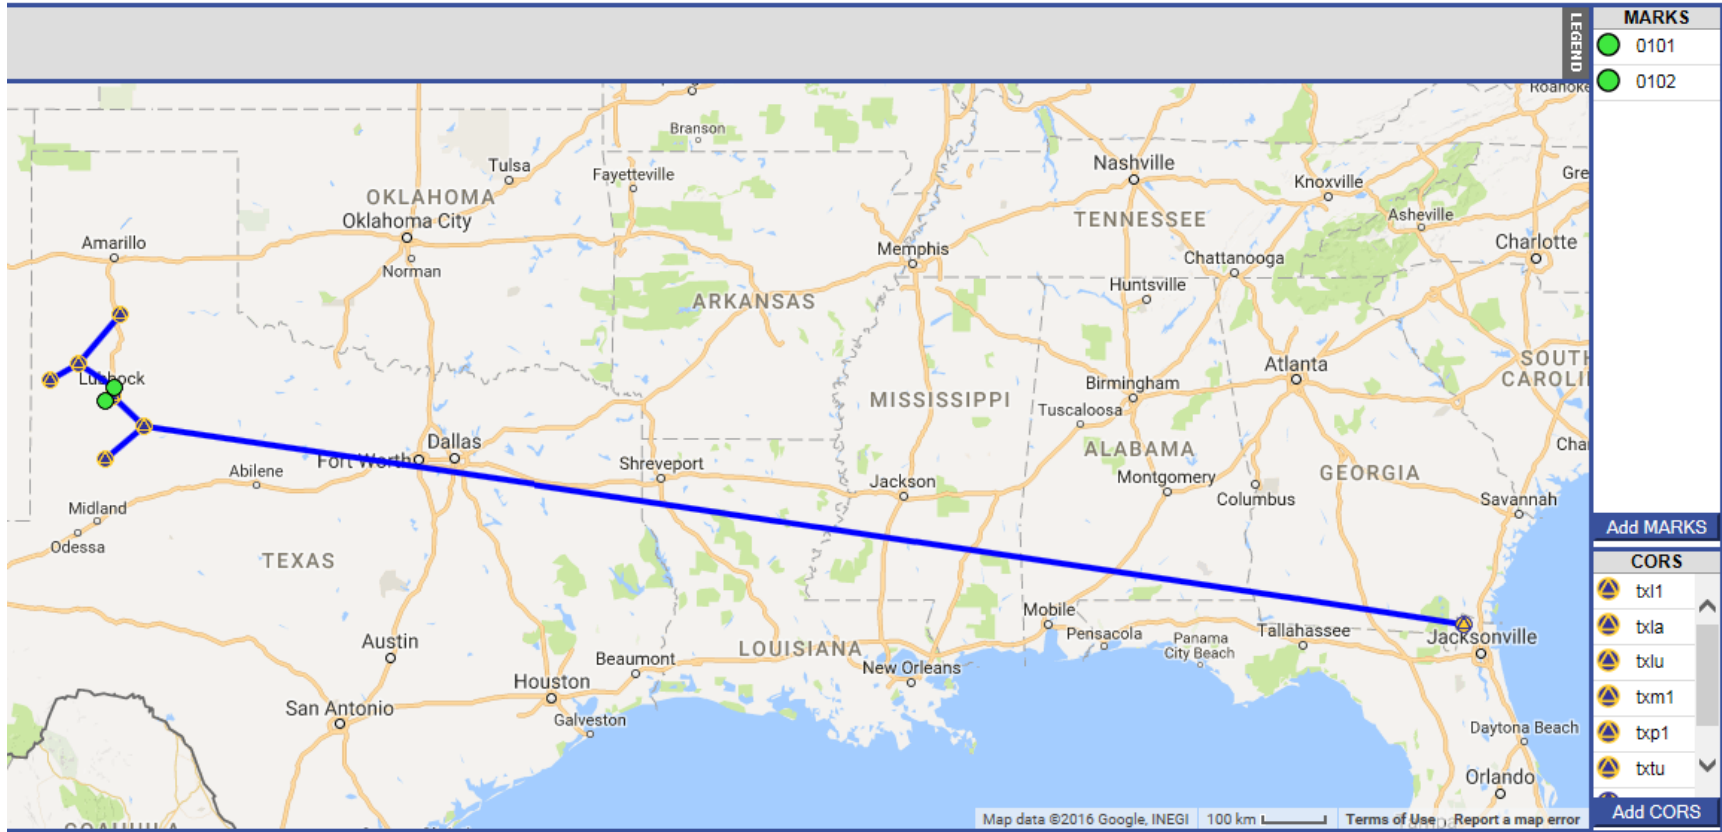 LEGEND
MARKS
0101
0102
Add MARKS
CORS
txl1
txla
txlu
txm1
txp1
txtu
Add CORS
Roanoke
Branson
Nashville
Tulsa
Fayetteville
Knoxville
Gre
OKLAHOMA
TENNESSEE
Asheville
Oklahoma City
Amarillo
Memphis
Charlotte
Norman
Chattanooga
Huntsville
ARKANSAS
Atlanta
SOUTH
CAROLI
Lubbock
Birmingham
MISSISSIPPI
Tuscaloosa
Dallas
Fort Worth
ALABAMA
Cha
Abilene
Shreveport
GEORGIA
Jackson
Montgomery
Columbus
Savannah
Midland
Odessa
TEXAS
Mobile
Pensacola
Panama
City Beach
Tallahassee
Jacksonville
Austin
LOUISIANA
Beaumont
New Orleans
Houston
San Antonio
Galveston
Daytona Beach
Orlando
COAHUILA
Tampa
Map data ©2016 Google, INEGI
100 km
Terms of Use
Report a map error